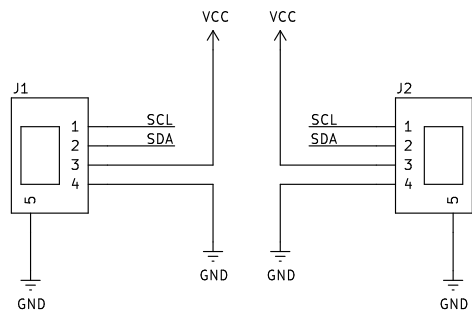 VCC VCC
J1 J2
1 SCL SCL 1
2 SDA SDA 2
3 3
4 4
5 5
GND GND
GND GND